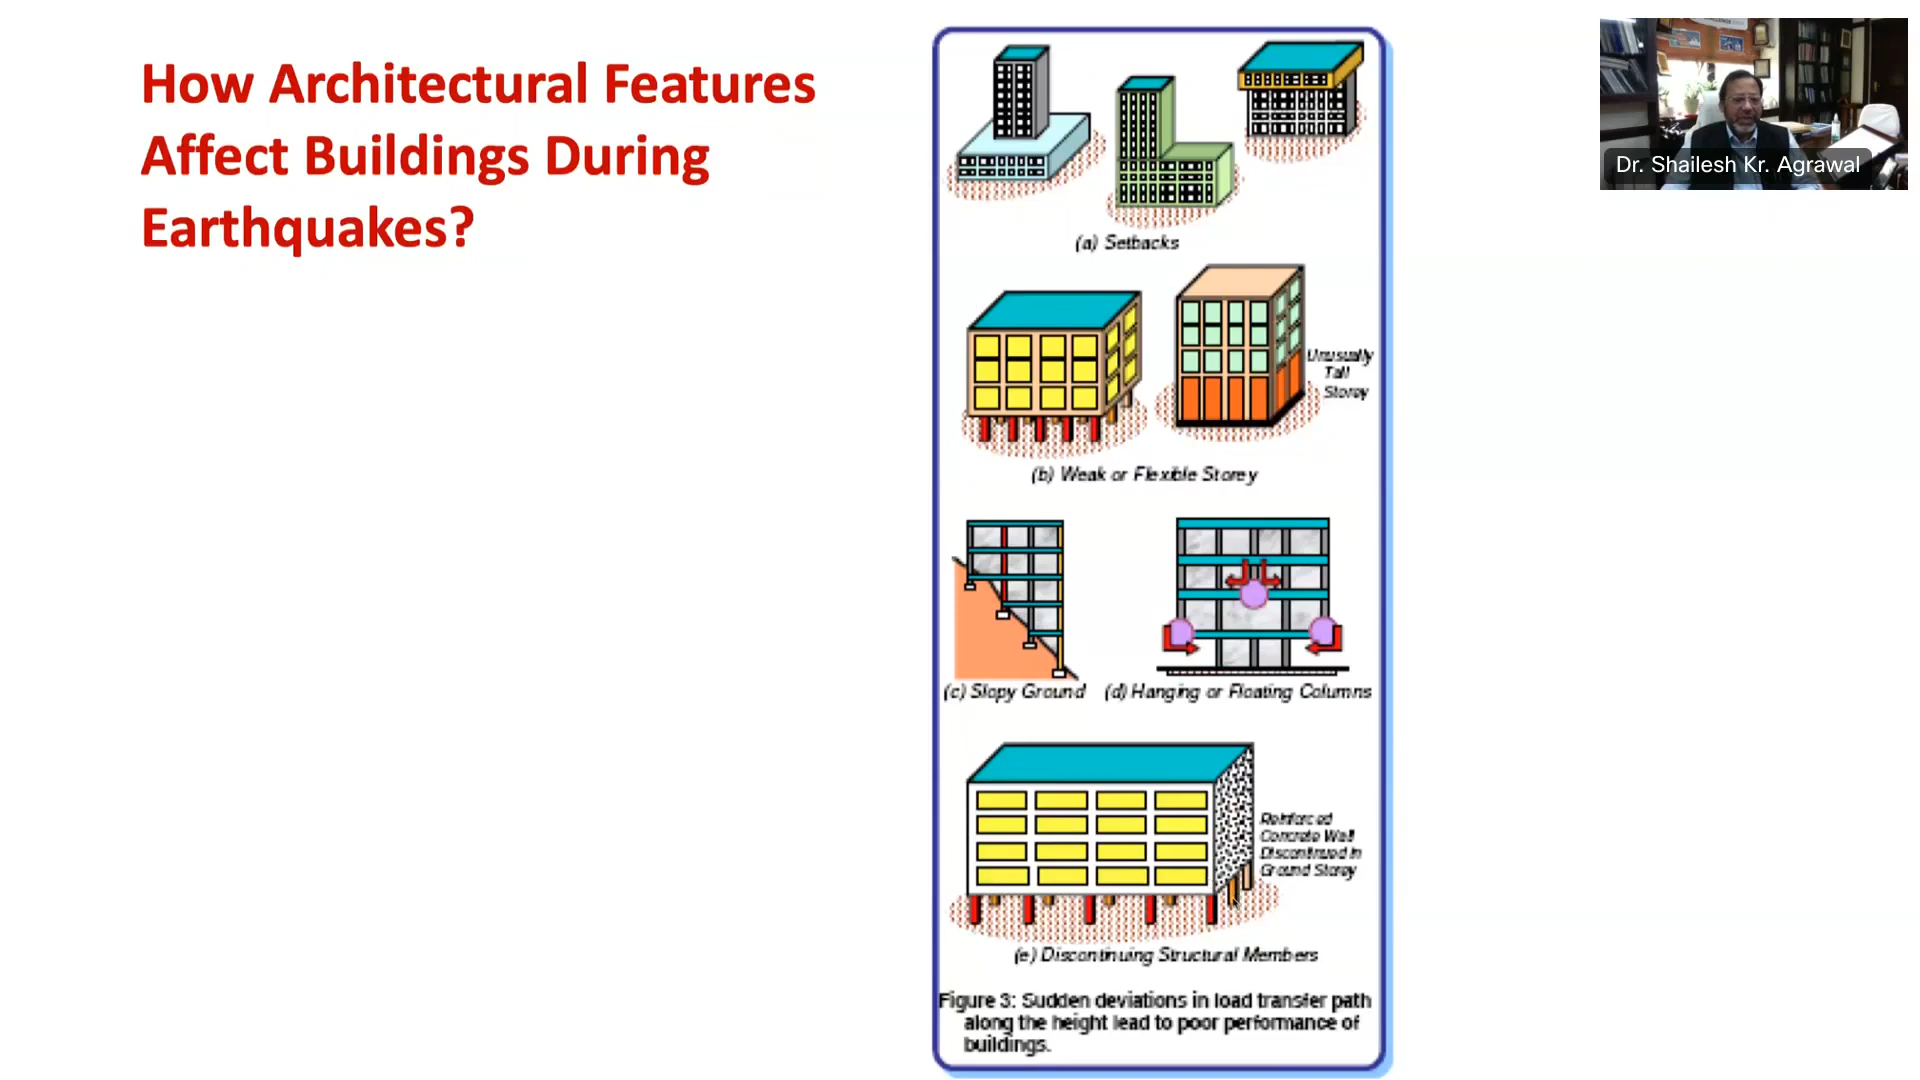 How Architectural Features
Affect Buildings During
Earthquakes?
(a) Setbacks
Unusually
Tall
Storey
(b) Weak or Flexible Storey
(c) Slopy Ground
(d) Hanging or Floating Columns
Reinforced
Concrete Wall
Discontinued in
Ground Storey
(e) Discontinuing Structural Members
Figure 3: Sudden deviations in load transfer path
along the height lead to poor performance of
buildings.
Dr. Shailesh Kr. Agrawal